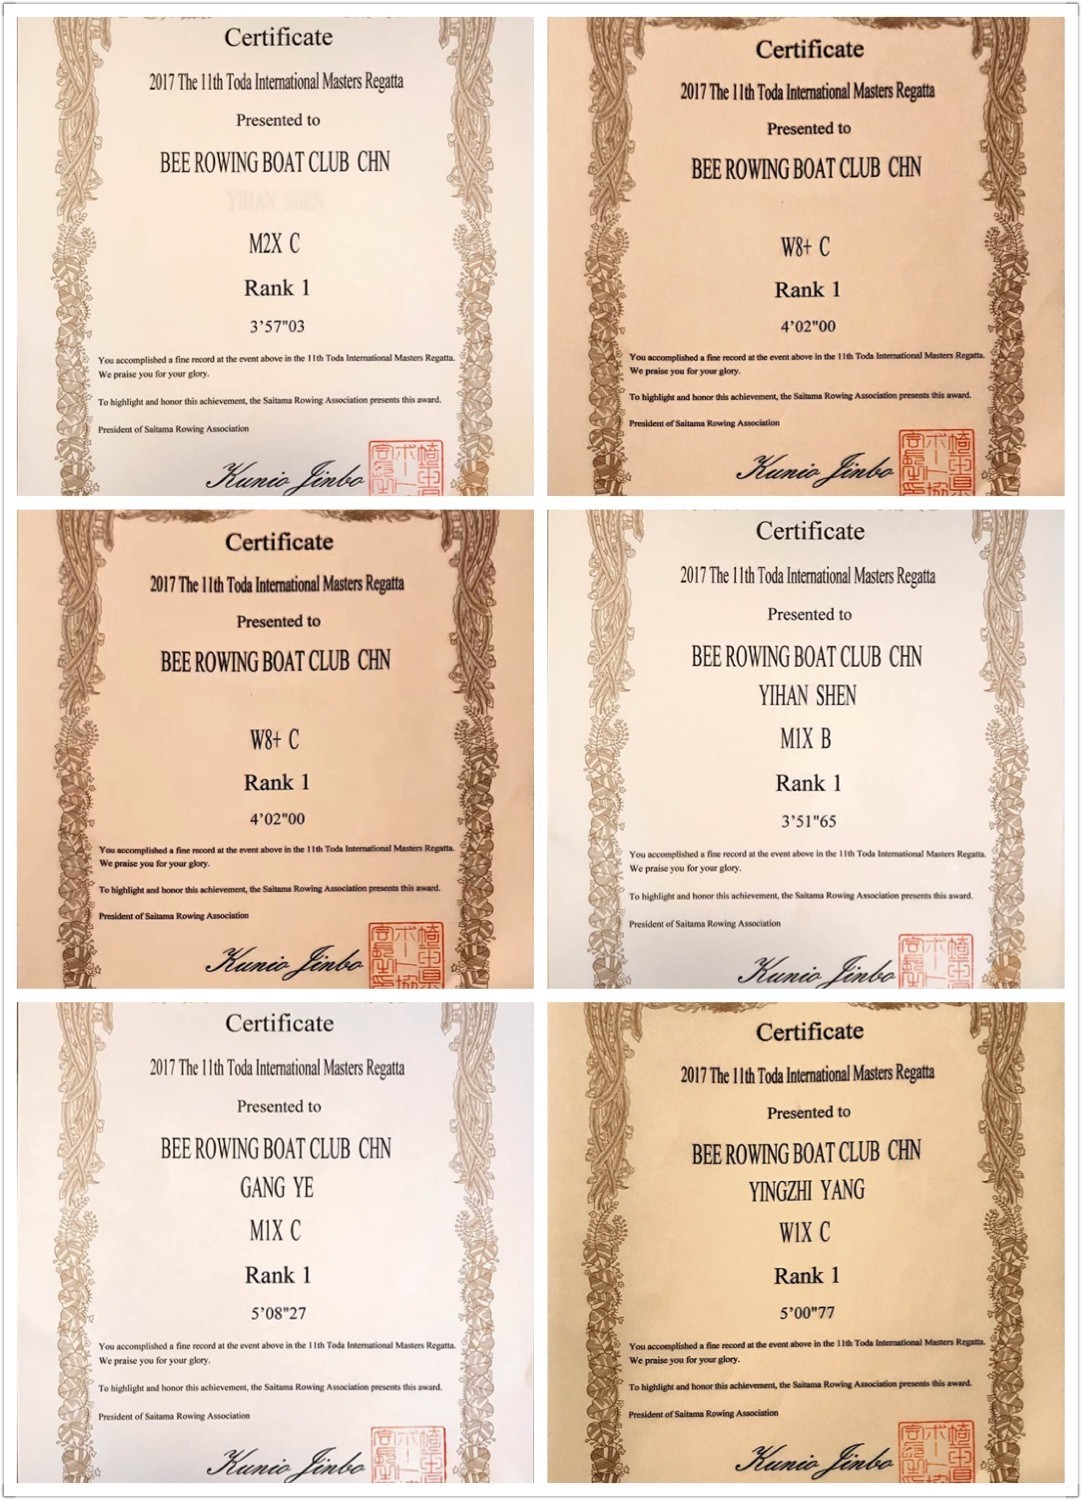 Certificate
2017 The 11th Toda International Masters Regatta
Presented to
BEE ROWING BOAT CLUB CHN
YIHAN SHEN
M2X C
Rank 1
3'57"03
You accomplished a fine record at the event above in the 11th Toda International Masters Regatta.
We praise you for your glory.
To highlight and honor this achievement, the Saitama Rowing Association presents this award.
President of Saitama Rowing Association
Kunio Jinbo
Certificate
2017 The 11th Toda International Masters Regatta
Presented to
BEE ROWING BOAT CLUB CHN
W8+ C
Rank 1
4'02"00
You accomplished a fine record at the event above in the 11th Toda International Masters Regatta.
We praise you for your glory.
To highlight and honor this achievement, the Saitama Rowing Association presents this award.
President of Saitama Rowing Association
Kunio Jinbo
Certificate
2017 The 11th Toda International Masters Regatta
Presented to
BEE ROWING BOAT CLUB CHN
W8+ C
Rank 1
4'02"00
You accomplished a fine record at the event above in the 11th Toda International Masters Regatta.
We praise you for your glory.
To highlight and honor this achievement, the Saitama Rowing Association presents this award.
President of Saitama Rowing Association
Kunio Jinbo
Certificate
2017 The 11th Toda International Masters Regatta
Presented to
BEE ROWING BOAT CLUB CHN
YIHAN SHEN
M1X B
Rank 1
3'51"65
You accomplished a fine record at the event above in the 11th Toda International Masters Regatta.
We praise you for your glory.
To highlight and honor this achievement, the Saitama Rowing Association presents this award.
President of Saitama Rowing Association
Kunio Jinbo
Certificate
2017 The 11th Toda International Masters Regatta
Presented to
BEE ROWING BOAT CLUB CHN
GANG YE
M1X C
Rank 1
5'08"27
You accomplished a fine record at the event above in the 11th Toda International Masters Regatta.
We praise you for your glory.
To highlight and honor this achievement, the Saitama Rowing Association presents this award.
President of Saitama Rowing Association
Kunio Jinbo
Certificate
2017 The 11th Toda International Masters Regatta
Presented to
BEE ROWING BOAT CLUB CHN
YINGZHI YANG
W1X C
Rank 1
5'00"77
You accomplished a fine record at the event above in the 11th Toda International Masters Regatta.
We praise you for your glory.
To highlight and honor this achievement, the Saitama Rowing Association presents this award.
President of Saitama Rowing Association
Kunio Jinbo